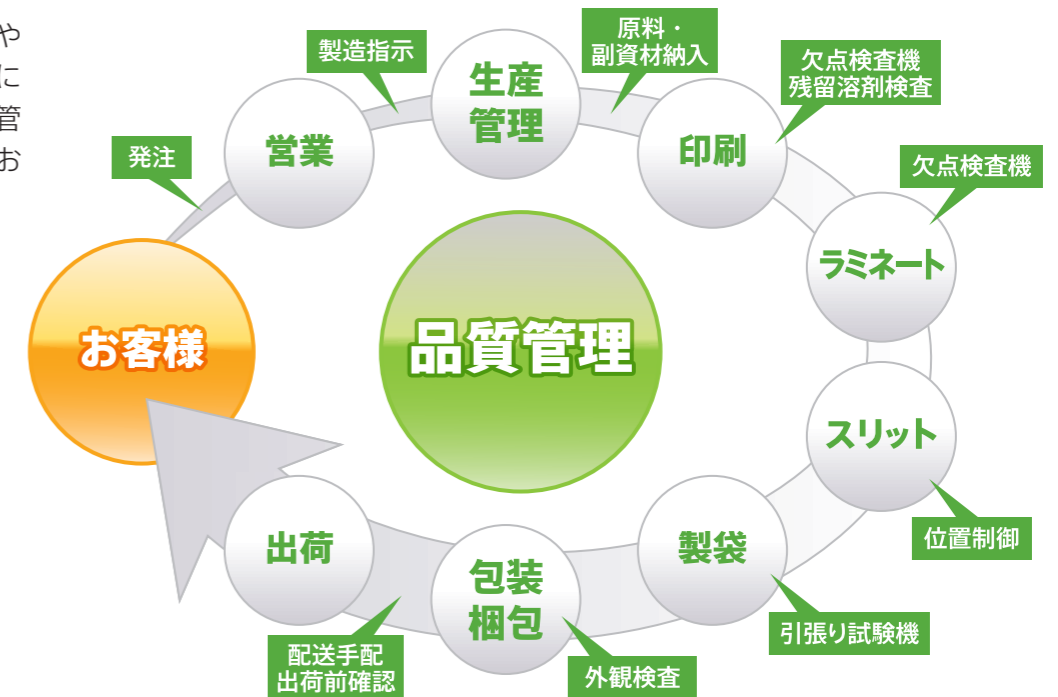 や
に
管
お
発注
製造指示
原料・
副資材納入
欠点検査機
残留溶剤検査
欠点検査機
位置制御
引張り試験機
外観検査
配送手配
出荷前確認
お客様
営業
生産
管理
印刷
ラミネート
スリット
製袋
包装
梱包
出荷
品質管理